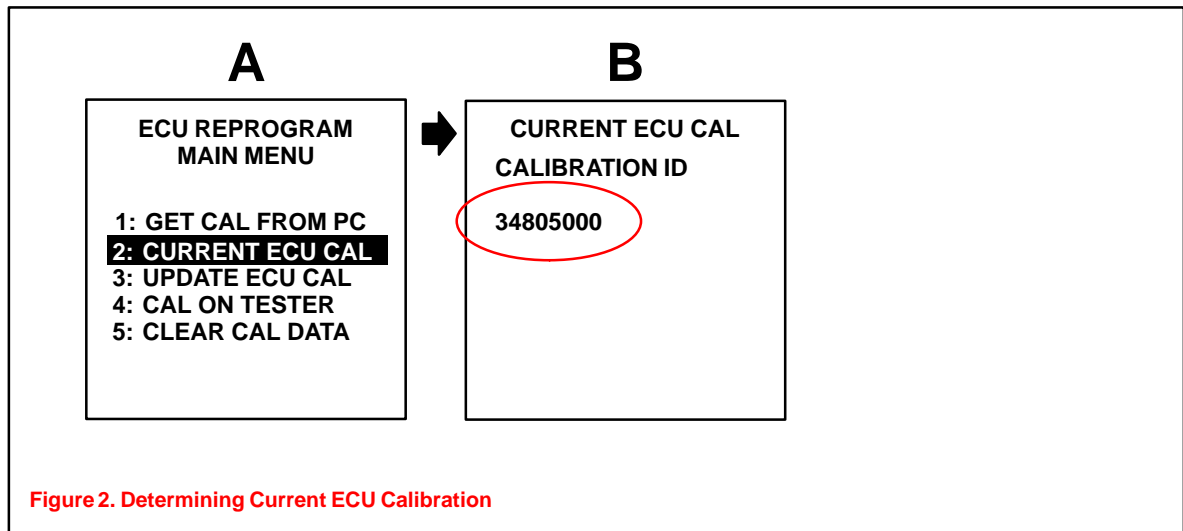 A
ECU REPROGRAM
MAIN MENU
1: GET CAL FROM PC
2: CURRENT ECU CAL
3: UPDATE ECU CAL
4: CAL ON TESTER
5: CLEAR CAL DATA
B
CURRENT ECU CAL
CALIBRATION ID
34805000
Figure 2. Determining Current ECU Calibration